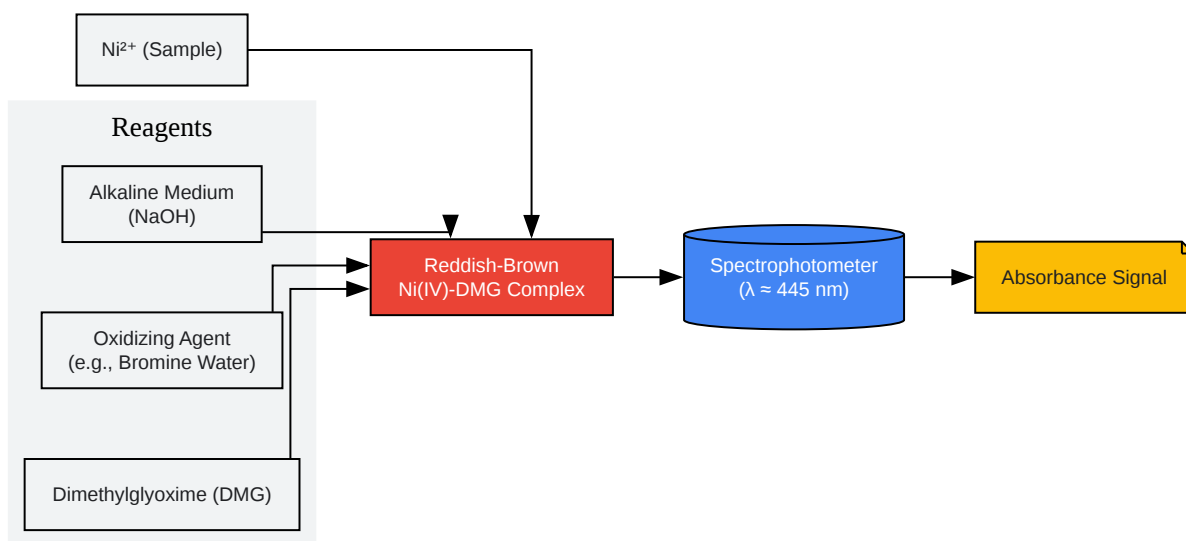 Ni²⁺ (Sample)
Reagents
Alkaline Medium
(NaOH)
Oxidizing Agent
(e.g., Bromine Water)
Dimethylglyoxime (DMG)
Reddish-Brown
Ni(IV)-DMG Complex
Spectrophotometer
(λ ≈ 445 nm)
Absorbance Signal